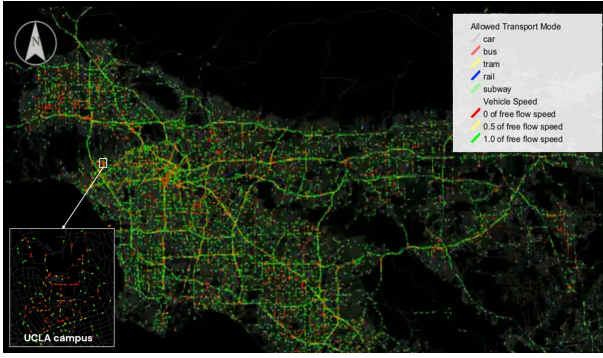 N
Allowed Transport Mode
car
bus
tram
rail
subway
Vehicle Speed
0 of free flow speed
0.5 of free flow speed
1.0 of free flow speed
UCLA campus